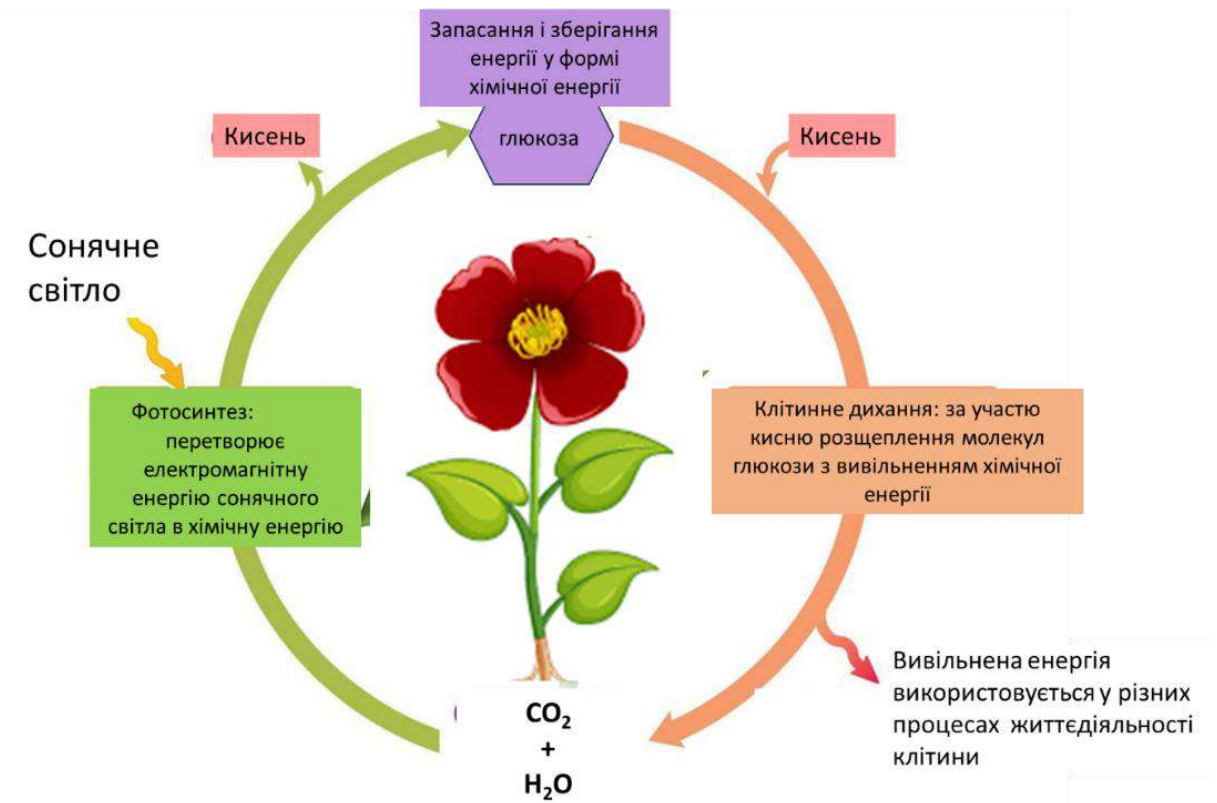 Запасання і зберігання
енергії у формі
хімічної енергії
глюкоза
Кисень
Кисень
Сонячне
світло
Фотосинтез:
перетворює
електромагнітну
енергію сонячного
світла в хімічну енергію
Клітинне дихання: за участю
кисню розщеплення молекул
глюкози з вивільненням хімічної
енергії
Вивільнена енергія
використовується у різних
процесах життєдіяльності
клітини
CO₂
+
H₂O